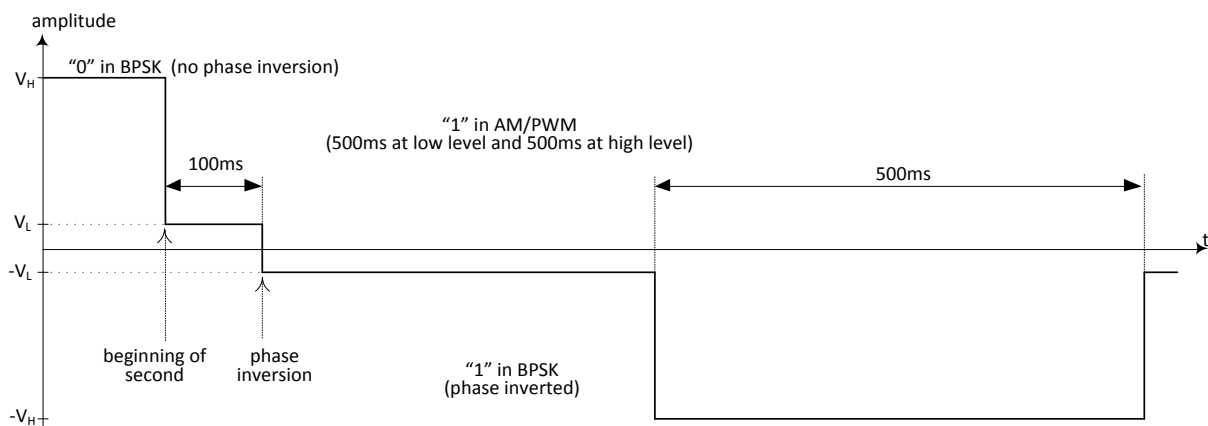 amplitude
V_H
“0” in BPSK (no phase inversion)
“1” in AM/PWM
(500ms at low level and 500ms at high level)
100ms
500ms
V_L
t
-V_L
beginning of
second
phase
inversion
“1” in BPSK
(phase inverted)
-V_H